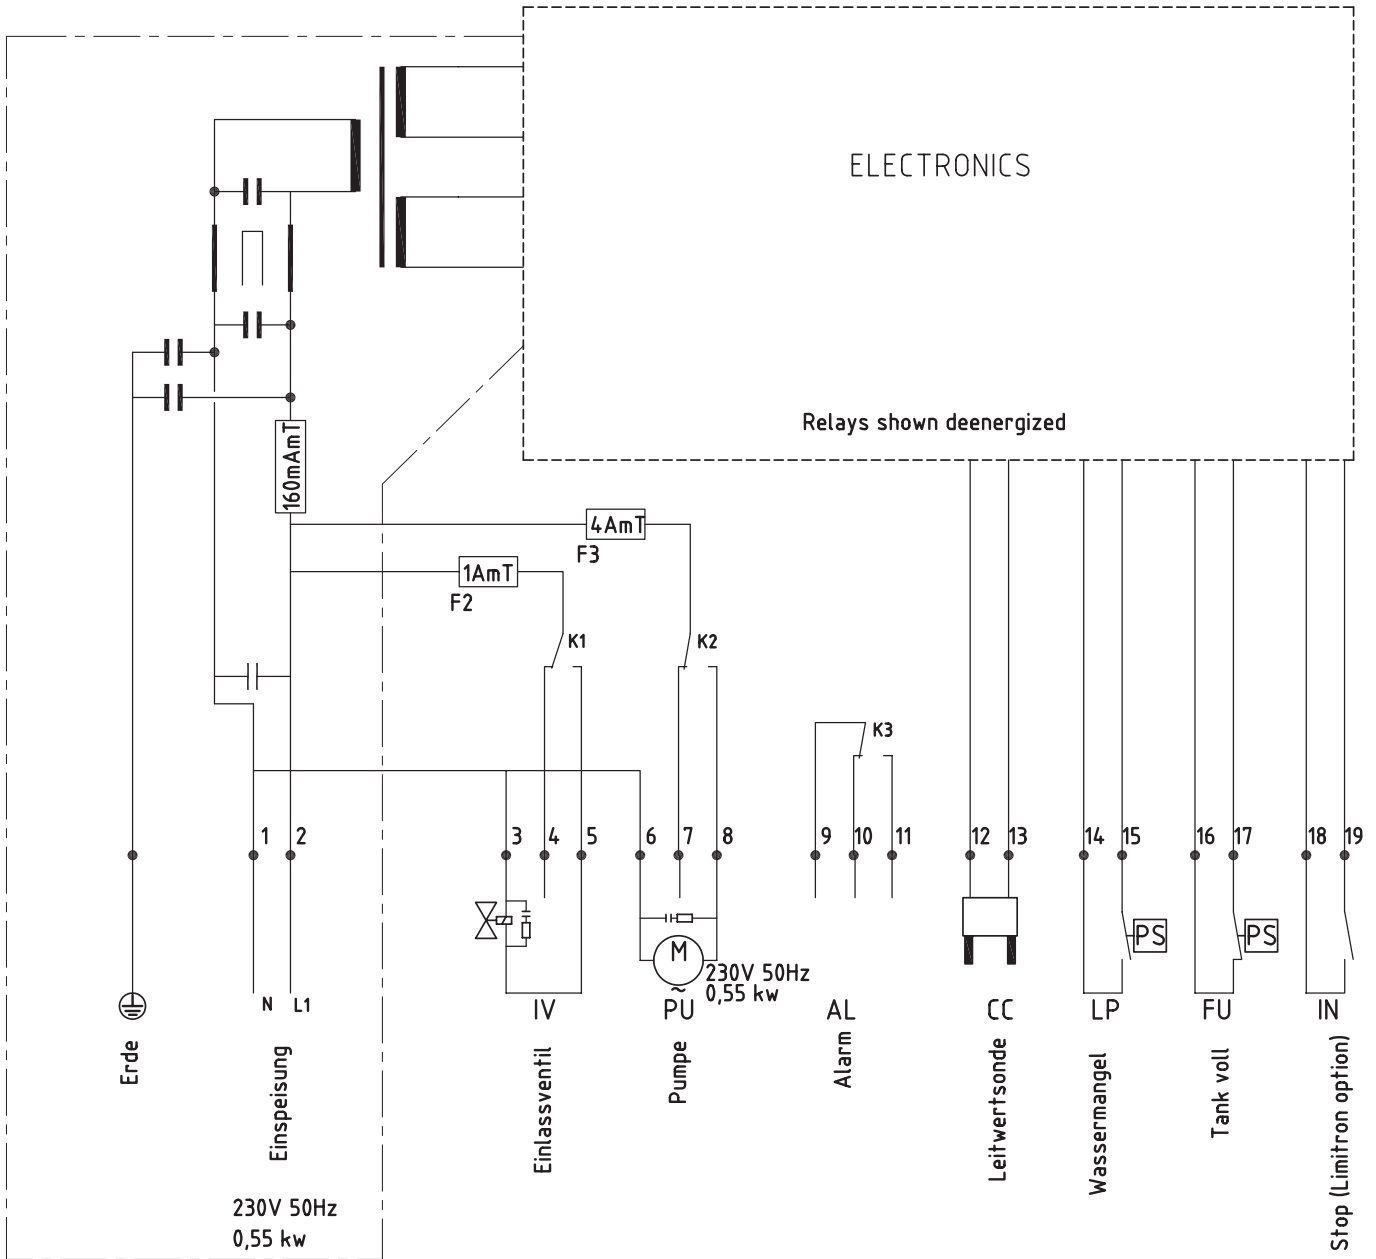 ELECTRONICS
Relays shown deenergized
160mAmT
4AmT
F3
1AmT
F2
K1
K2
K3
1 2 3 4 5 6 7 8 9 10 11 12 13 14 15 16 17 18 19
PS
PS
M
~
230V 50Hz
0,55 kw
N L1
IV PU AL CC LP FU IN
Erde
Einspeisung
Einlassventil
Pumpe
Alarm
Leitwertsonde
Wassermangel
Tank voll
Stop (Limitron option)
230V 50Hz
0,55 kw